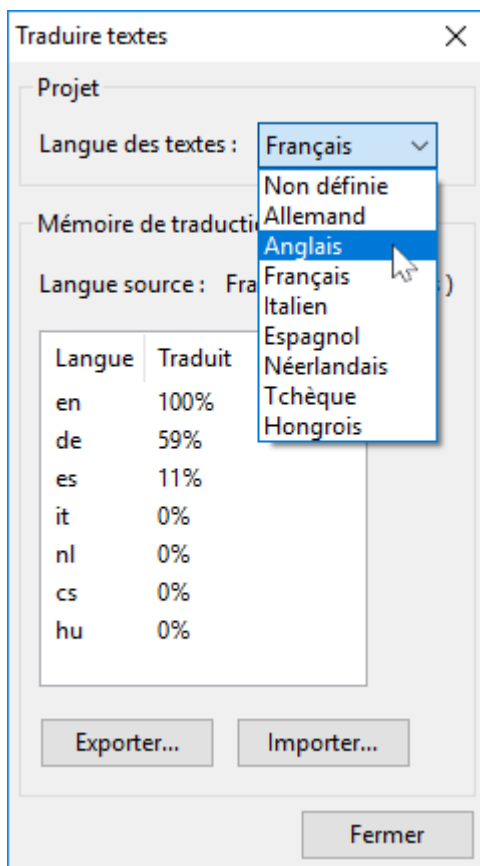 Traduire textes
Projet
Langue des textes : Français
Non définie
Allemand
Anglais
Français
Italien
Espagnol
Néerlandais
Tchèque
Hongrois
Mémoire de
Langue source :
)
Langue Traduit
en 100%
de 59%
es 11%
it 0%
nl 0%
cs 0%
hu 0%
Exporter... Importer...
Fermer